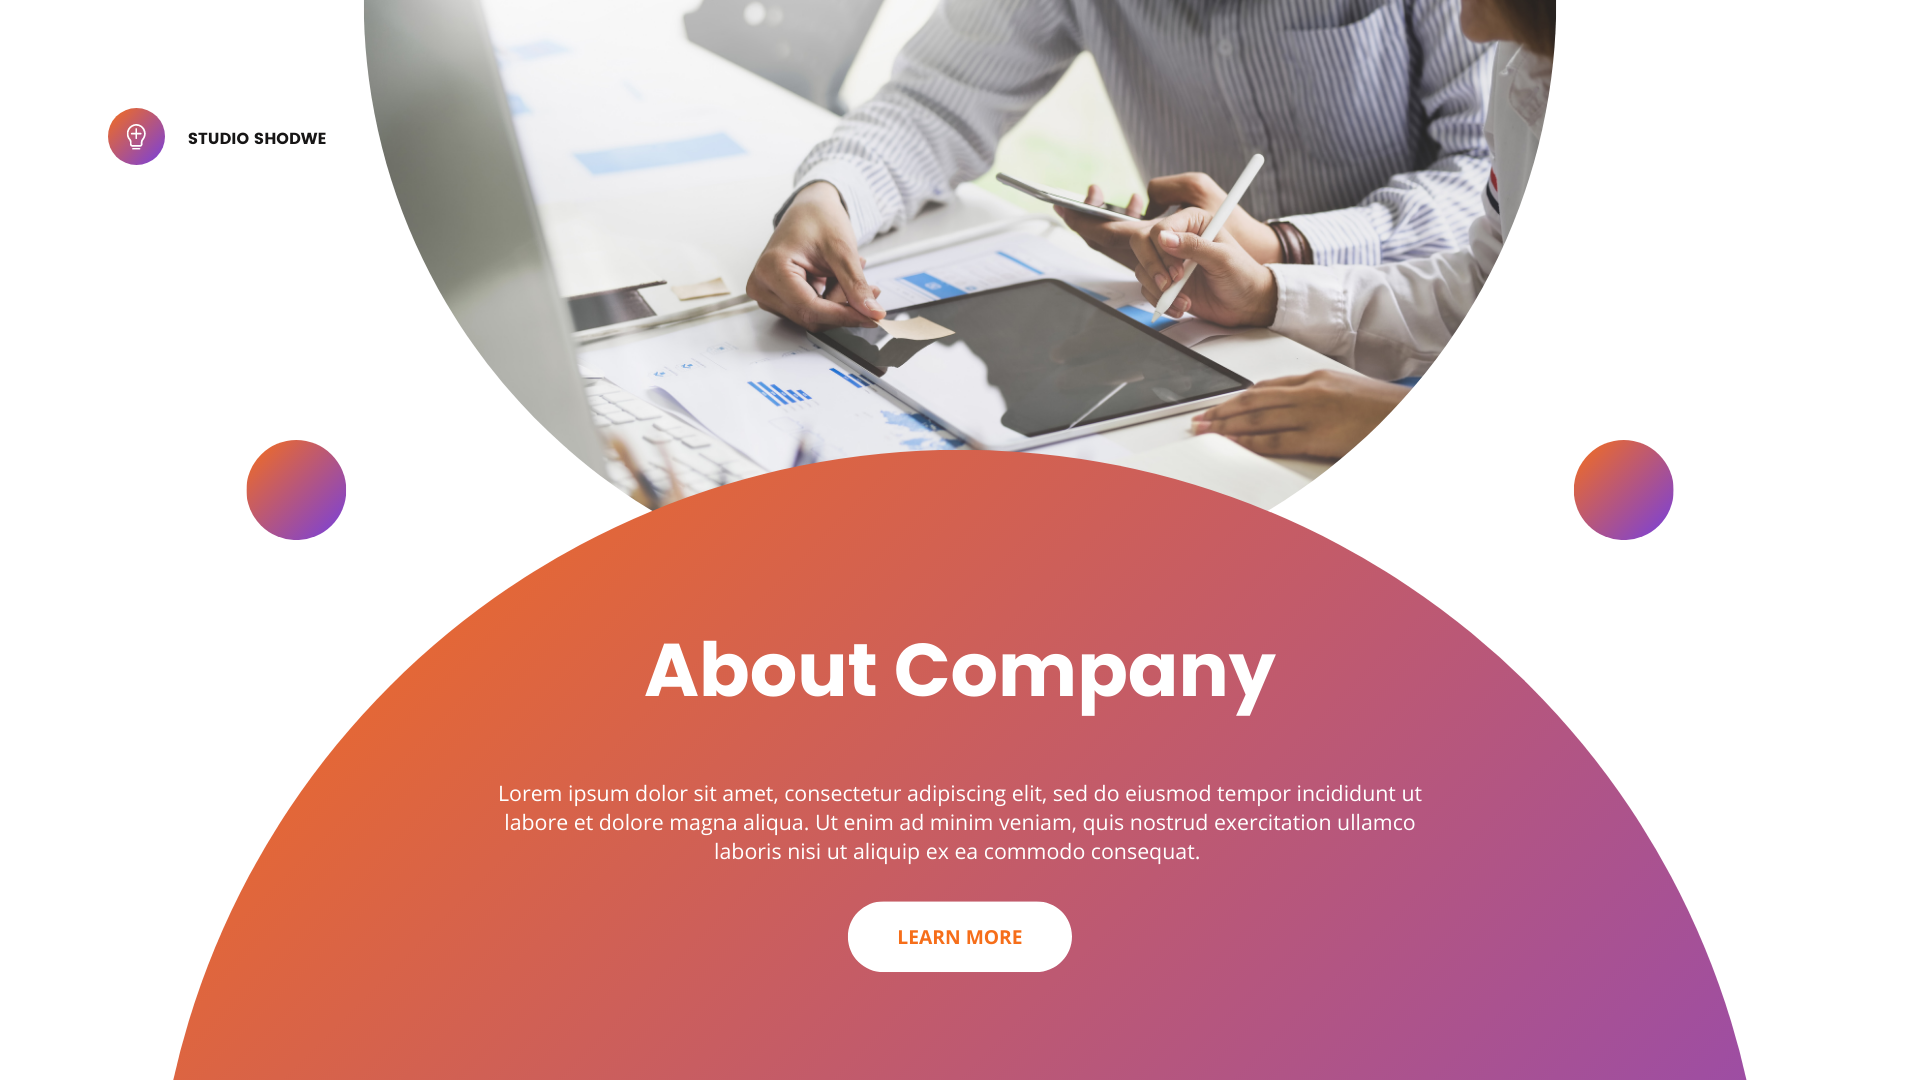 STUDIO SHODWE
About Company
Lorem ipsum dolor sit amet, consectetur adipiscing elit, sed do eiusmod tempor incididunt ut
labore et dolore magna aliqua. Ut enim ad minim veniam, quis nostrud exercitation ullamco
laboris nisi ut aliquip ex ea commodo consequat.
LEARN MORE